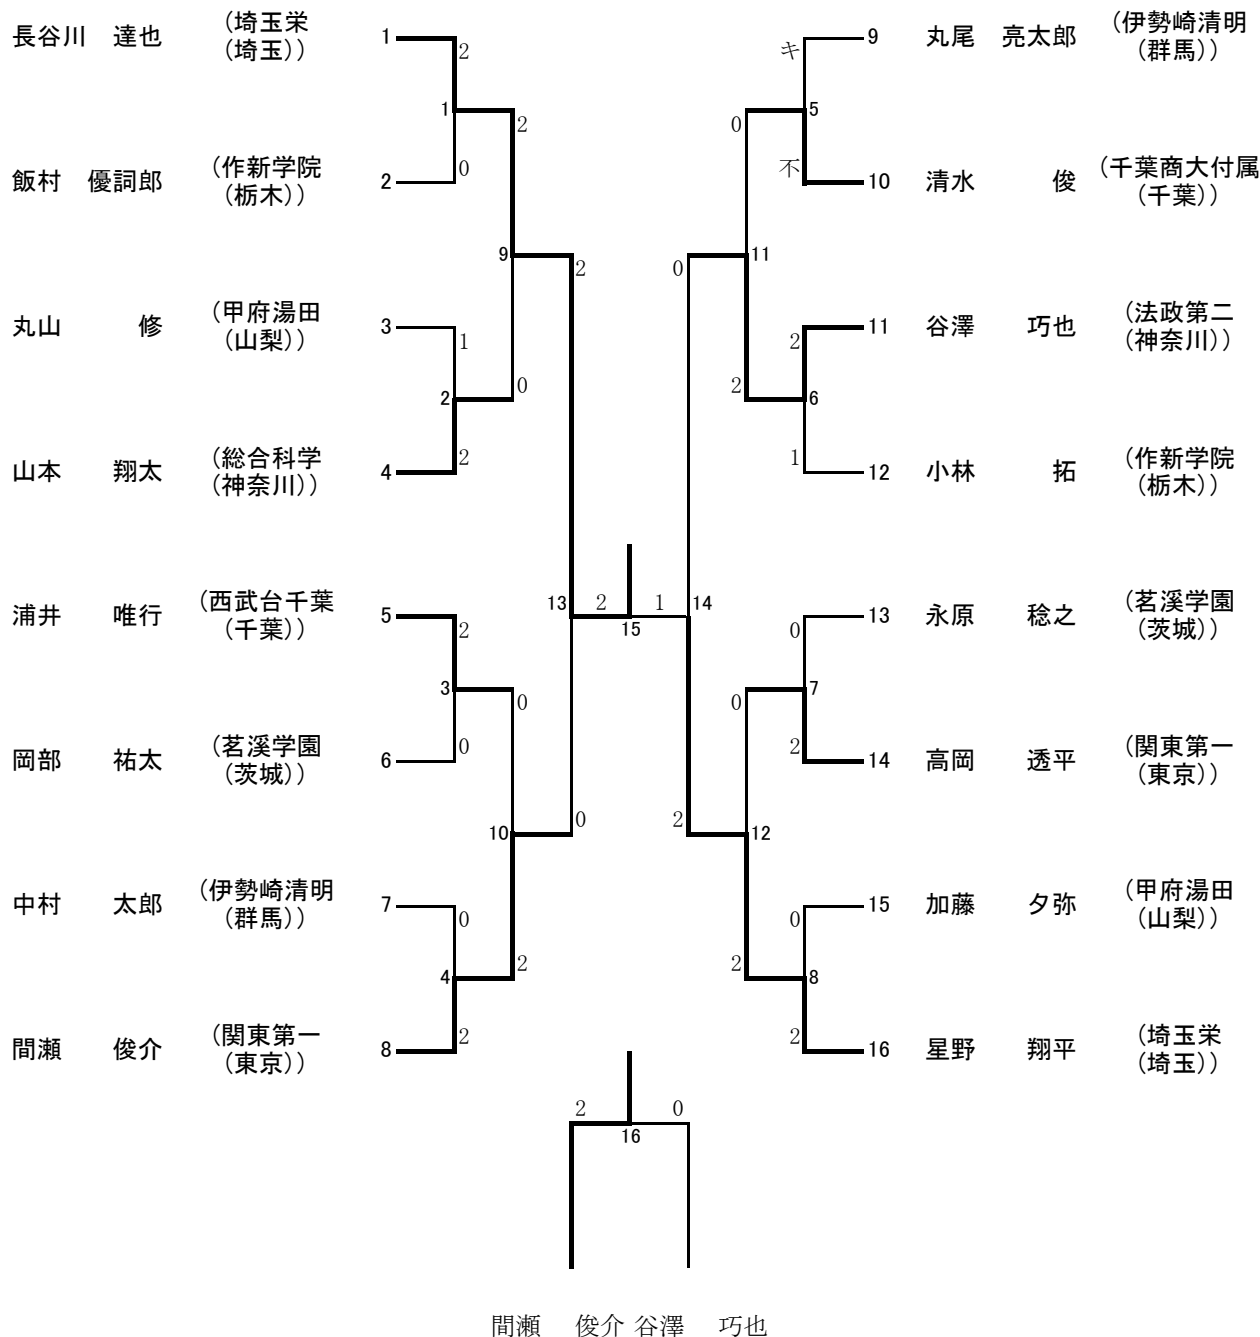 長谷川 達也 (埼玉栄 1 2 キ 9 丸尾 亮太郎 (伊勢崎清明
(埼玉)) (群馬))
1 2 0 5
飯村 優詞郎 (作新学院 2 0 不 10 清水 俊 (千葉商大付属
(栃木)) (千葉))
9 2 0 11
丸山 修 (甲府湯田 3 1 2 11 谷澤 巧也 (法政第二
(山梨)) (神奈川))
2 0 2 6
山本 翔太 (総合科学 4 2 1 12 小林 拓 (作新学院
(神奈川)) (栃木))
13 2 15 1 14
浦井 唯行 (西武台千葉 5 2 0 13 永原 稔之 (茗溪学園
(千葉)) (茨城))
3 0 0 7
岡部 祐太 (茗溪学園 6 0 2 14 高岡 透平 (関東第一
(茨城)) (東京))
10 0 2 12
中村 太郎 (伊勢崎清明 7 0 0 15 加藤 夕弥 (甲府湯田
(群馬)) (山梨))
4 2 2 8
間瀬 俊介 (関東第一 8 2 2 16 星野 翔平 (埼玉栄
(東京)) (埼玉))
2 0
16
間瀬 俊介 谷澤 巧也